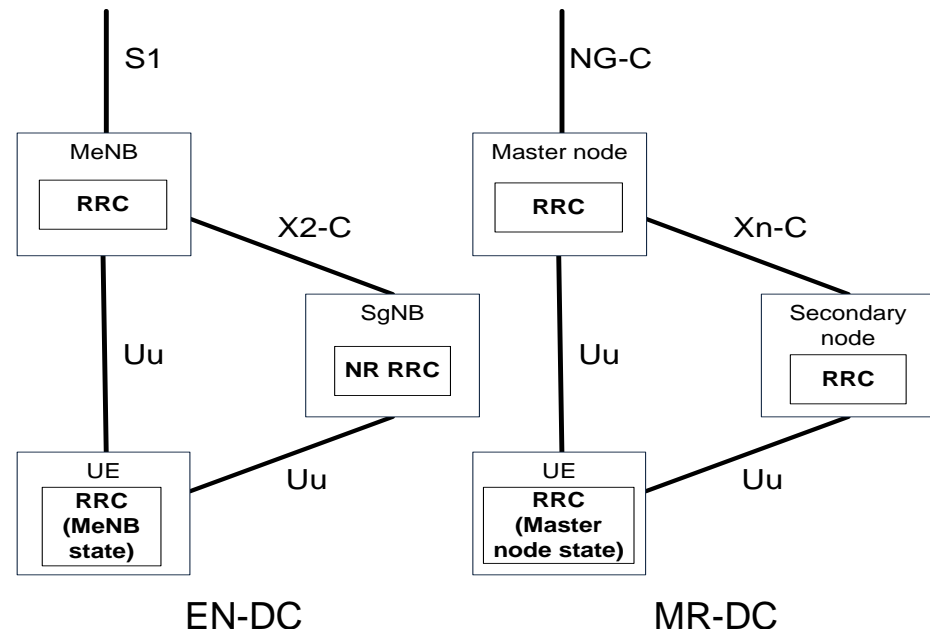 S1
MeNB
RRC
X2-C
SgNB
NR RRC
Uu
Uu
UE
RRC
(MeNB
state)
EN-DC
NG-C
Master node
RRC
Xn-C
Secondary
node
RRC
Uu
Uu
UE
RRC
(Master
node state)
MR-DC